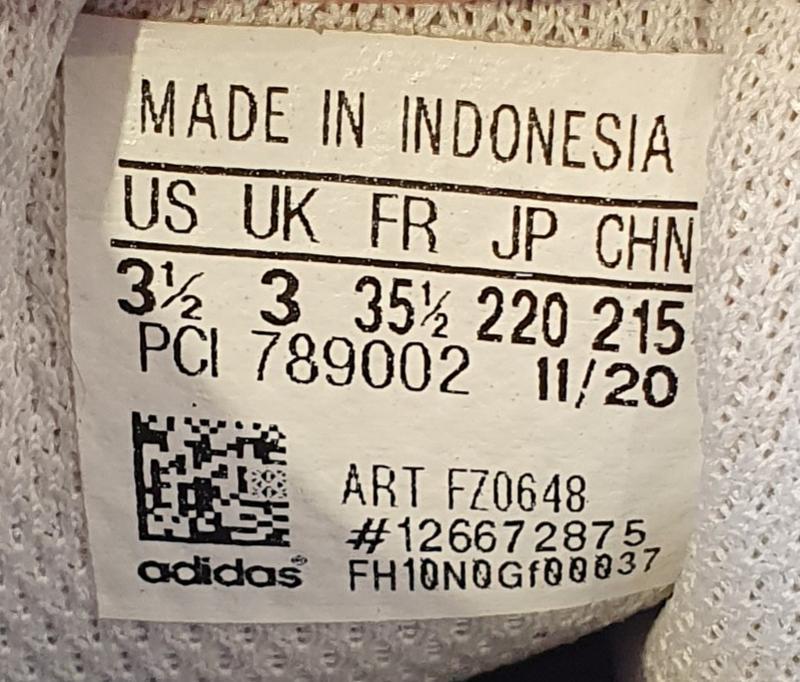 MADE IN INDONESIA
US UK FR JP CHN
3½ 3 35½ 220 215
PCI 789002 11/20
ART FZ0648
#126672875
adidas® FH10N0Gf00037